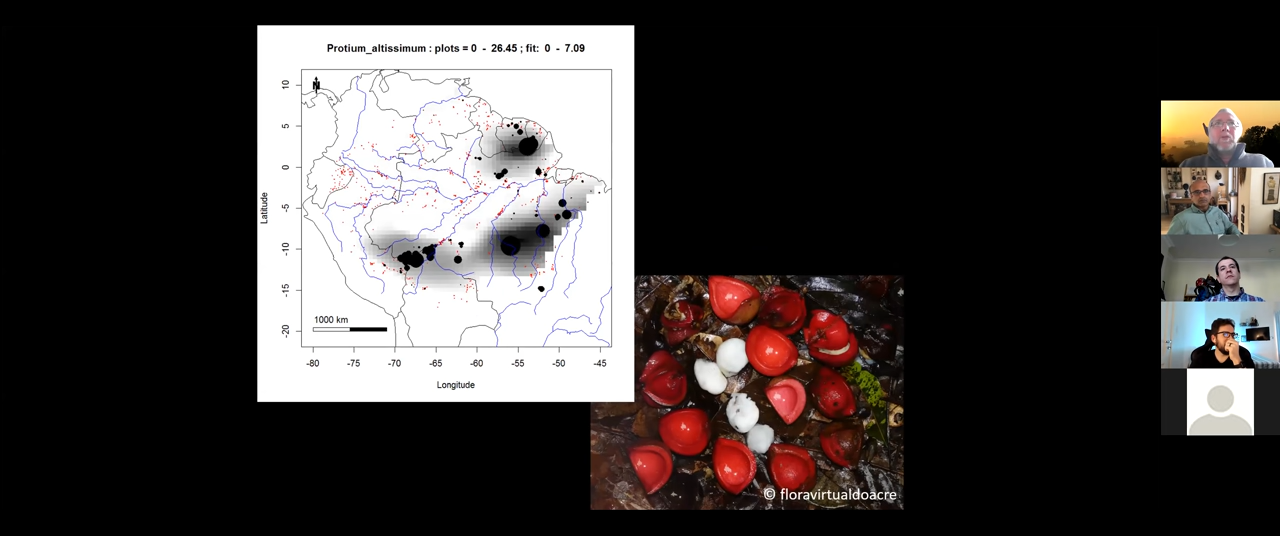 Protium_altissimum : plots = 0 - 26.45 ; fit: 0 - 7.09
N
10
5
0
-5
-10
-15
-20
Latitude
1000 km
-80 -75 -70 -65 -60 -55 -50 -45
Longitude
© floravirtualdoacre